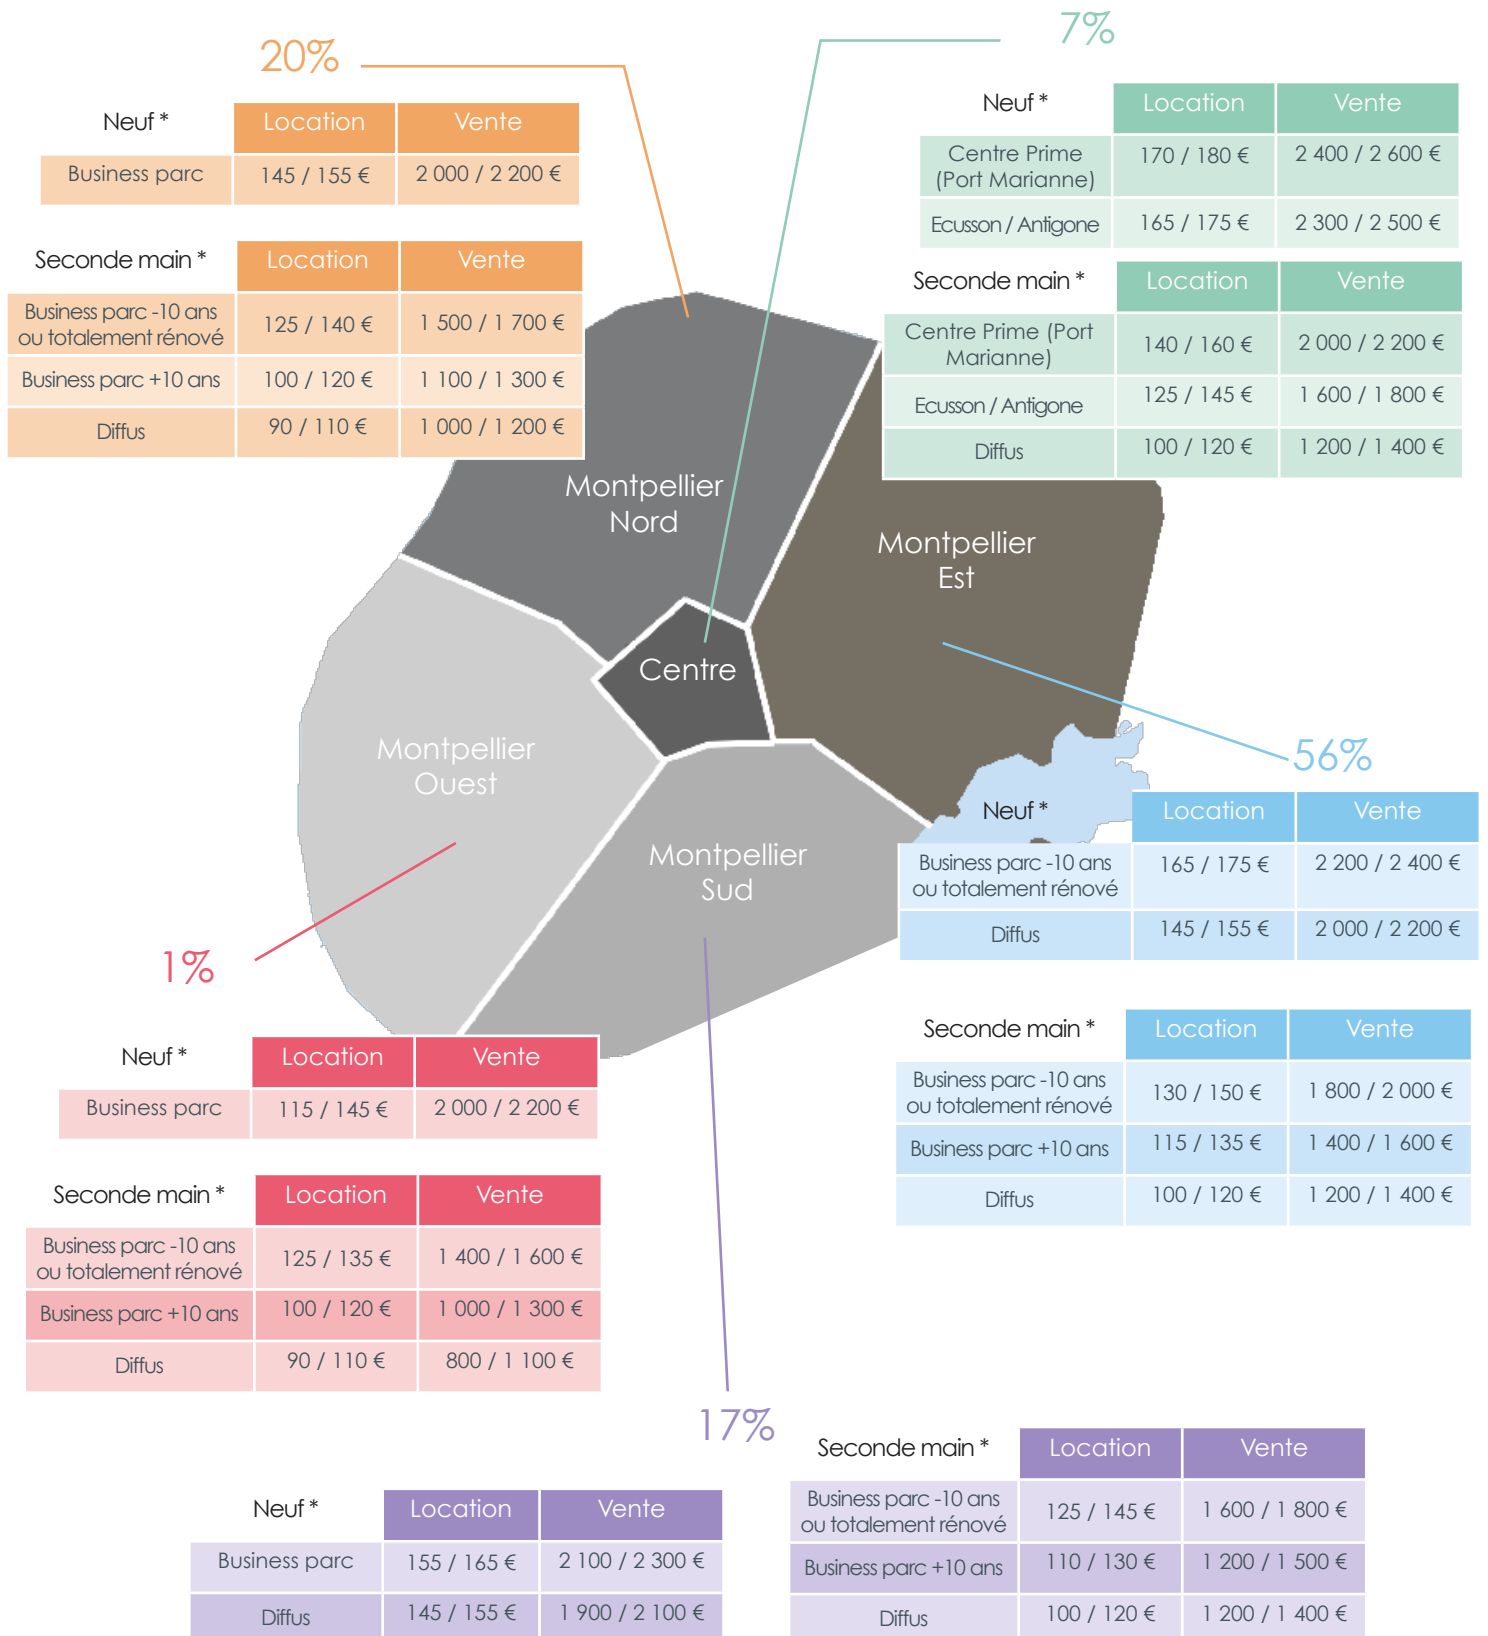 20%
Neuf * Location Vente
Business parc 145 / 155 € 2 000 / 2 200 €
Seconde main * Location Vente
Business parc -10 ans
ou totalement rénové 125 / 140 € 1 500 / 1 700 €
Business parc +10 ans 100 / 120 € 1 100 / 1 300 €
Diffus 90 / 110 € 1 000 / 1 200 €
7%
Neuf * Location Vente
Centre Prime
(Port Marianne) 170 / 180 € 2 400 / 2 600 €
Ecusson / Antigone 165 / 175 € 2 300 / 2 500 €
Seconde main * Location Vente
Centre Prime (Port
Marianne) 140 / 160 € 2 000 / 2 200 €
Ecusson / Antigone 125 / 145 € 1 600 / 1 800 €
Diffus 100 / 120 € 1 200 / 1 400 €
Montpellier
Nord
Montpellier
Est
Centre
Montpellier
Ouest
Montpellier
Sud
56%
Neuf * Location Vente
Business parc -10 ans
ou totalement rénové 165 / 175 € 2 200 / 2 400 €
Diffus 145 / 155 € 2 000 / 2 200 €
Seconde main * Location Vente
Business parc -10 ans
ou totalement rénové 130 / 150 € 1 800 / 2 000 €
Business parc +10 ans 115 / 135 € 1 400 / 1 600 €
Diffus 100 / 120 € 1 200 / 1 400 €
1%
Neuf * Location Vente
Business parc 115 / 145 € 2 000 / 2 200 €
Seconde main * Location Vente
Business parc -10 ans
ou totalement rénové 125 / 135 € 1 400 / 1 600 €
Business parc +10 ans 100 / 120 € 1 000 / 1 300 €
Diffus 90 / 110 € 800 / 1 100 €
17%
Neuf * Location Vente
Business parc 155 / 165 € 2 100 / 2 300 €
Diffus 145 / 155 € 1 900 / 2 100 €
Seconde main * Location Vente
Business parc -10 ans
ou totalement rénové 125 / 145 € 1 600 / 1 800 €
Business parc +10 ans 110 / 130 € 1 200 / 1 500 €
Diffus 100 / 120 € 1 200 / 1 400 €